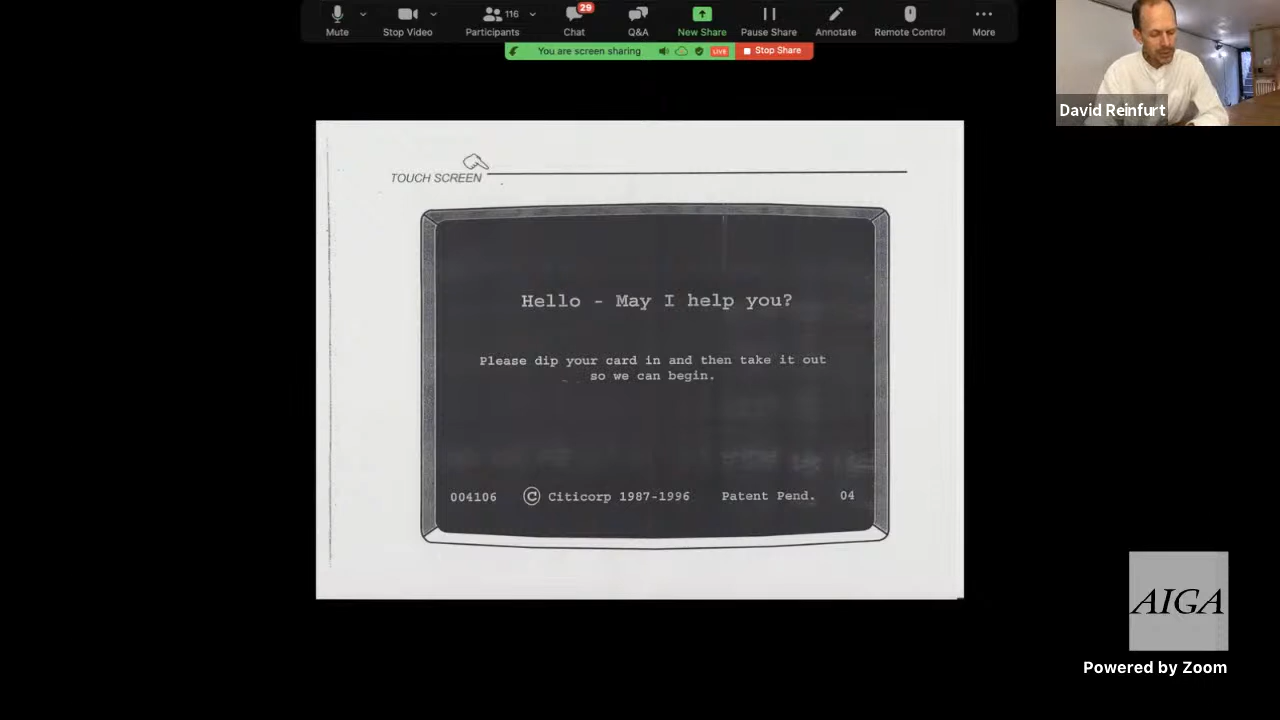 Mute
Stop Video
116
Participants
29
Chat
Q&A
New Share
Pause Share
Annotate
Remote Control
More
You are screen sharing
LIVE
Stop Share
David Reinfurt
TOUCH SCREEN
Hello - May I help you?
Please dip your card in and then take it out
so we can begin.
004106 © Citicorp 1987-1996 Patent Pend. 04
AIGA
Powered by Zoom